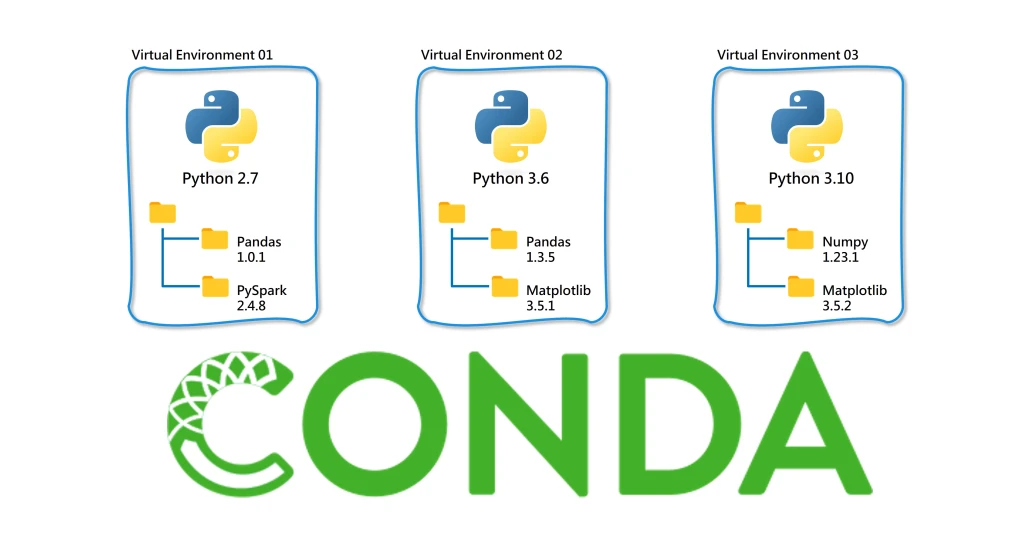 Virtual Environment 01
Python 2.7
Pandas
1.0.1
PySpark
2.4.8
Virtual Environment 02
Python 3.6
Pandas
1.3.5
Matplotlib
3.5.1
Virtual Environment 03
Python 3.10
Numpy
1.23.1
Matplotlib
3.5.2
CONDA